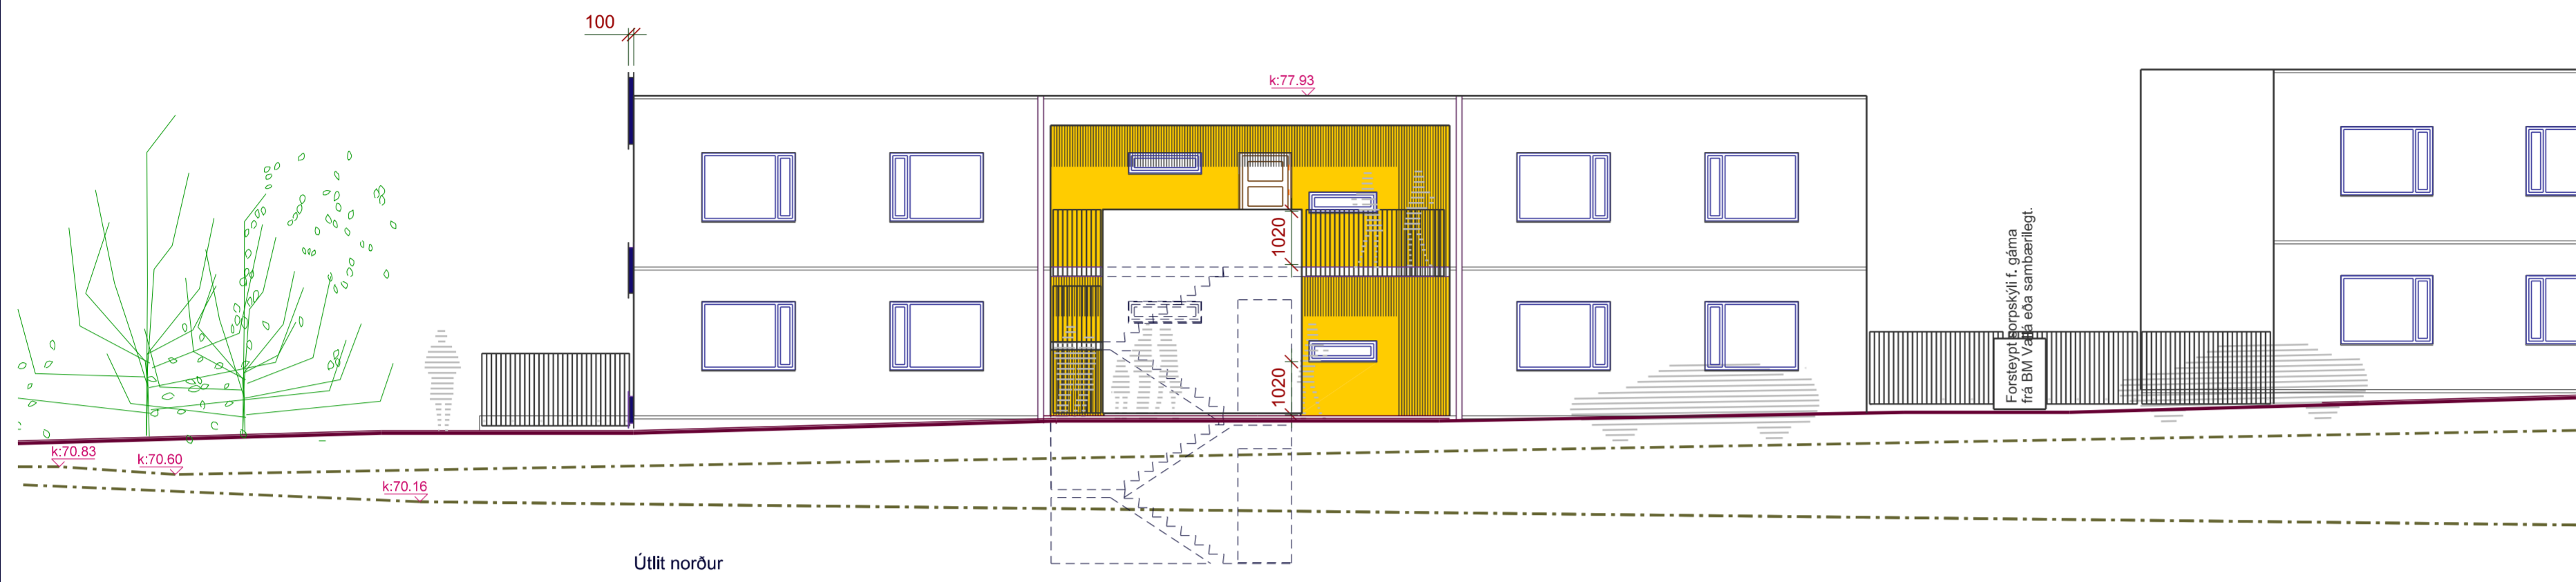 100
k:77.93
1020
1020
Forsteypt sorpskýli f. gáma
frá BM Vallá eða sambærilegt.
k:70.83
k:70.60
k:70.16
Útlit norður